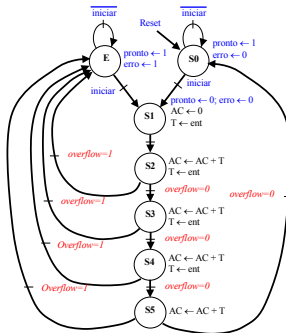 iniciar
iniciar
Reset
E
S0
pronto ← 1
erro ← 1
pronto ← 1
erro ← 0
iniciar
iniciar
pronto ← 0; erro ← 0
S1
AC ← 0
T ← ent
overflow=1
S2
AC ← AC + T
T ← ent
overflow=0
overflow=0
overflow=1
S3
AC ← AC + T
T ← ent
Overflow=1
overflow=0
S4
AC ← AC + T
T ← ent
Overflow=1
overflow=0
S5
AC ← AC + T